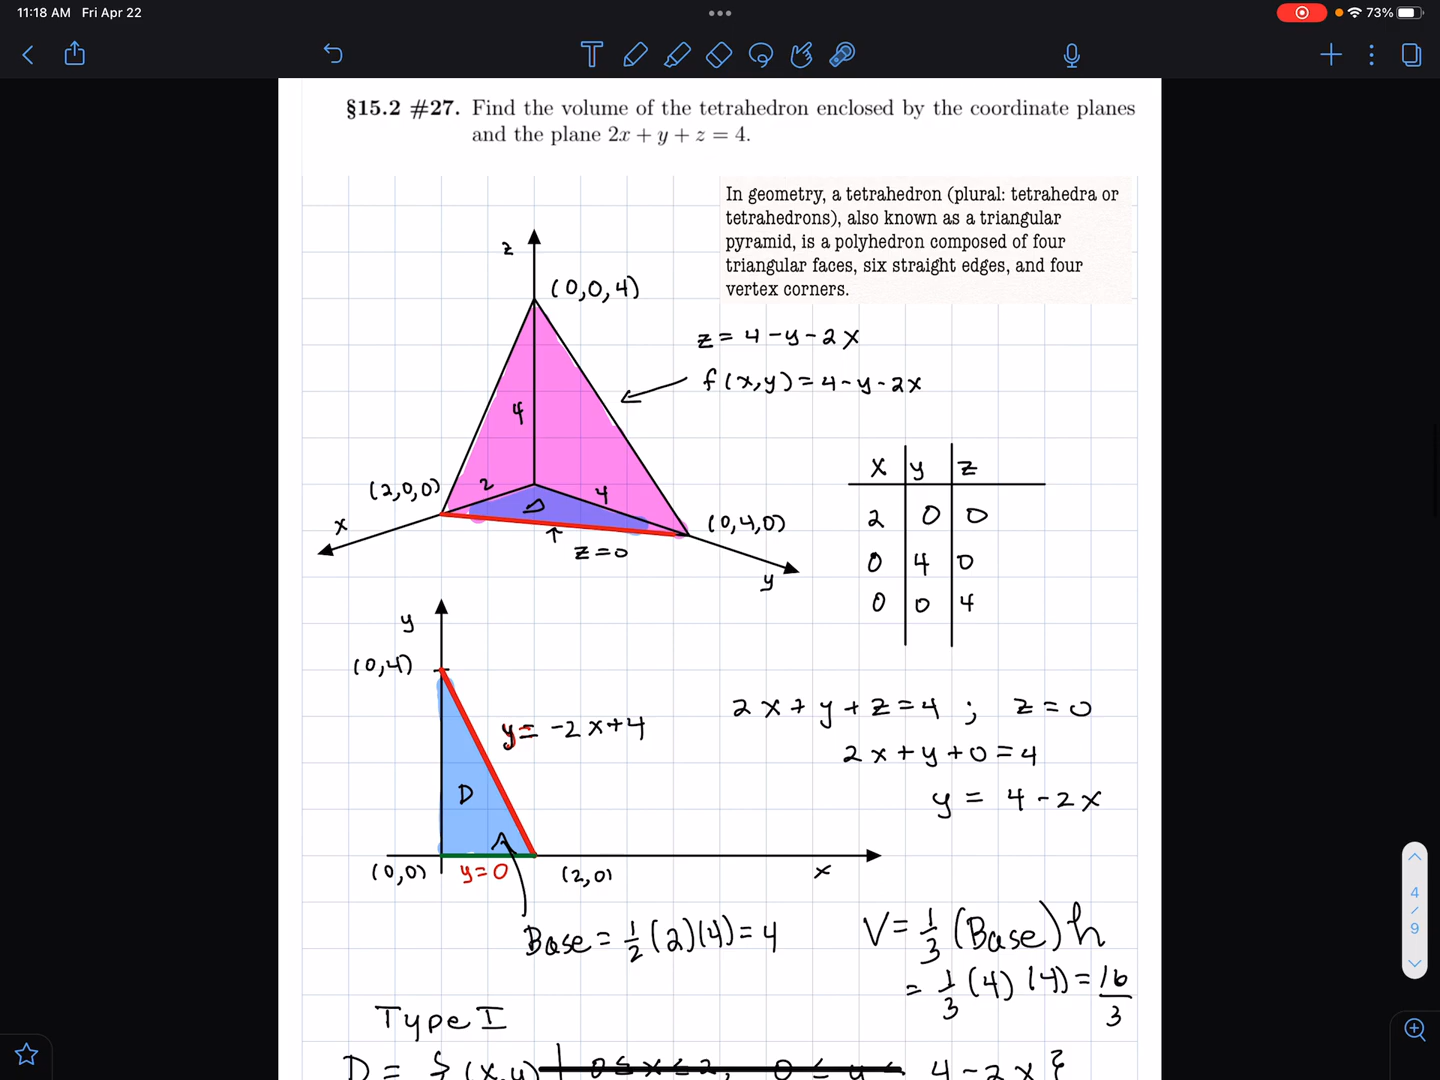 11:18 AM Fri Apr 22
73%
§15.2 #27. Find the volume of the tetrahedron enclosed by the coordinate planes
and the plane 2x + y + z = 4.
In geometry, a tetrahedron (plural: tetrahedra or
tetrahedrons), also known as a triangular
pyramid, is a polyhedron composed of four
triangular faces, six straight edges, and four
vertex corners.
z
(0,0,4)
z = 4 - y - 2x
f(x,y) = 4 - y - 2x
4
(2,0,0)
2
4
D
(0,4,0)
x
z = 0
y
x y z
2 0 0
0 4 0
0 0 4
y
(0,4)
y = -2x+4
D
(0,0)
y=0
(2,0)
x
2x + y + z = 4 ; z = 0
2x + y + 0 = 4
y = 4 - 2x
Base = 1/2 (2)(4) = 4
V = 1/3 (Base) h
= 1/3 (4) (4) = 16/3
Type I
D = { (x,y) | 0 ≤ x ≤ 2, 0 ≤ y ≤ 4 - 2x }
4
/
9